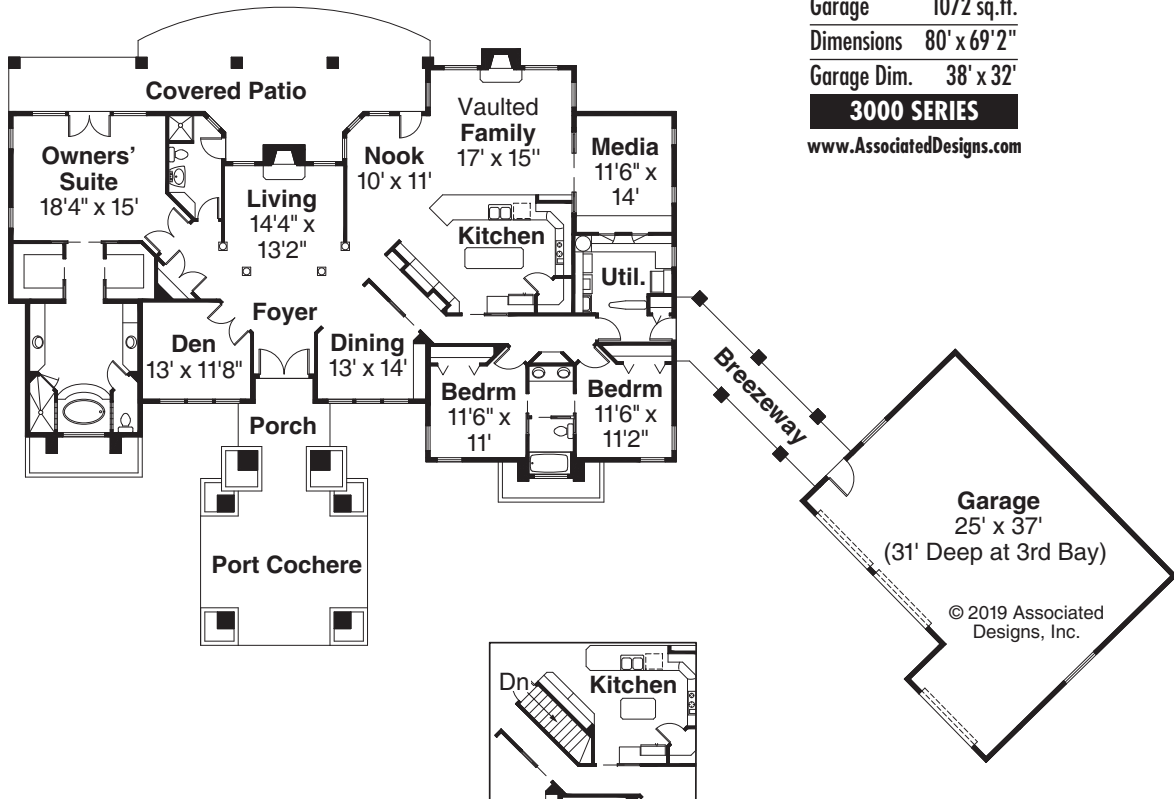 Garage 1072 sq.ft.
Dimensions 80' x 69'2"
Garage Dim. 38' x 32'
3000 SERIES
www.AssociatedDesigns.com
Covered Patio
Owners'
Suite
18'4" x 15'
Living
14'4" x
13'2"
Nook
10' x 11'
Vaulted
Family
17' x 15"
Media
11'6" x
14'
Kitchen
Util.
Foyer
Den
13' x 11'8"
Dining
13' x 14'
Bedrm
11'6" x
11'
Bedrm
11'6" x
11'2"
Breezeway
Porch
Port Cochere
Garage
25' x 37'
(31' Deep at 3rd Bay)
© 2019 Associated
Designs, Inc.
Dn
Kitchen